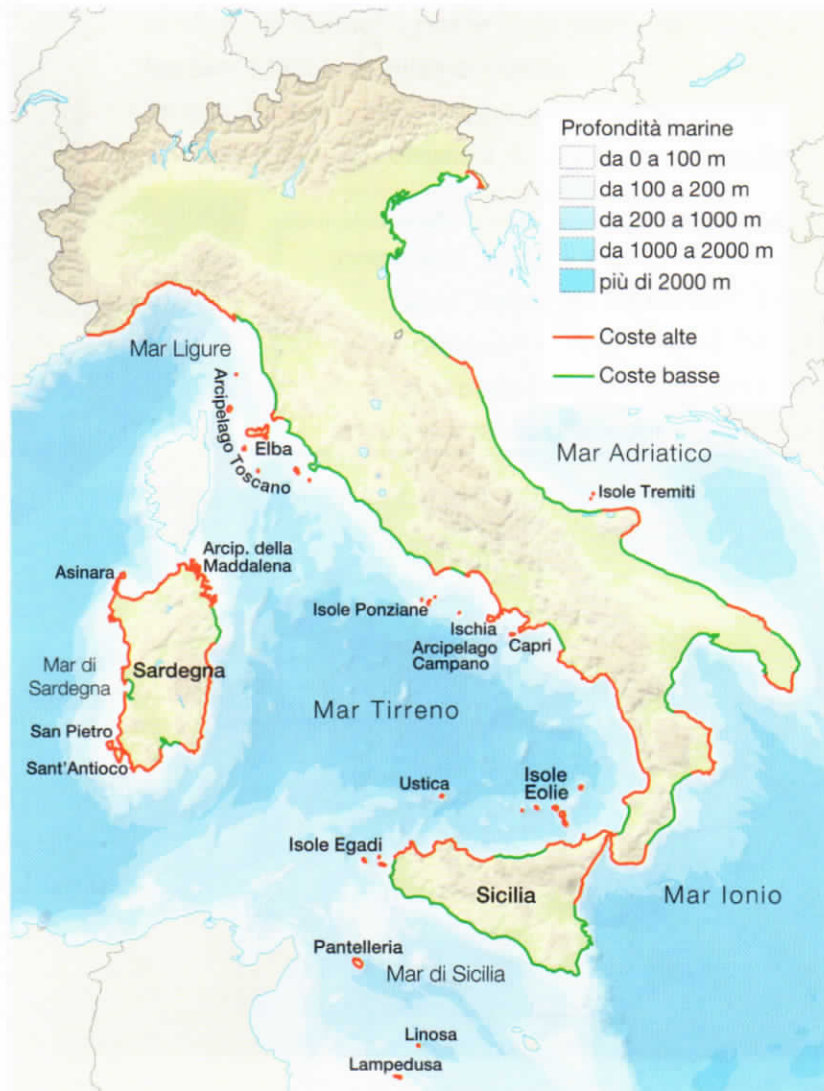 Profondità marine
da 0 a 100 m
da 100 a 200 m
da 200 a 1000 m
da 1000 a 2000 m
più di 2000 m
Coste alte
Coste basse
Mar Ligure
Arcipelago Toscano
Elba
Mar Adriatico
Isole Tremiti
Asinara
Arcip. della
Maddalena
Isole Ponziane
Ischia
Arcipelago
Campano
Capri
Mar di
Sardegna
Sardegna
San Pietro
Sant'Antioco
Mar Tirreno
Ustica
Isole
Eolie
Isole Egadi
Sicilia
Mar Ionio
Pantelleria
Mar di Sicilia
Linosa
Lampedusa